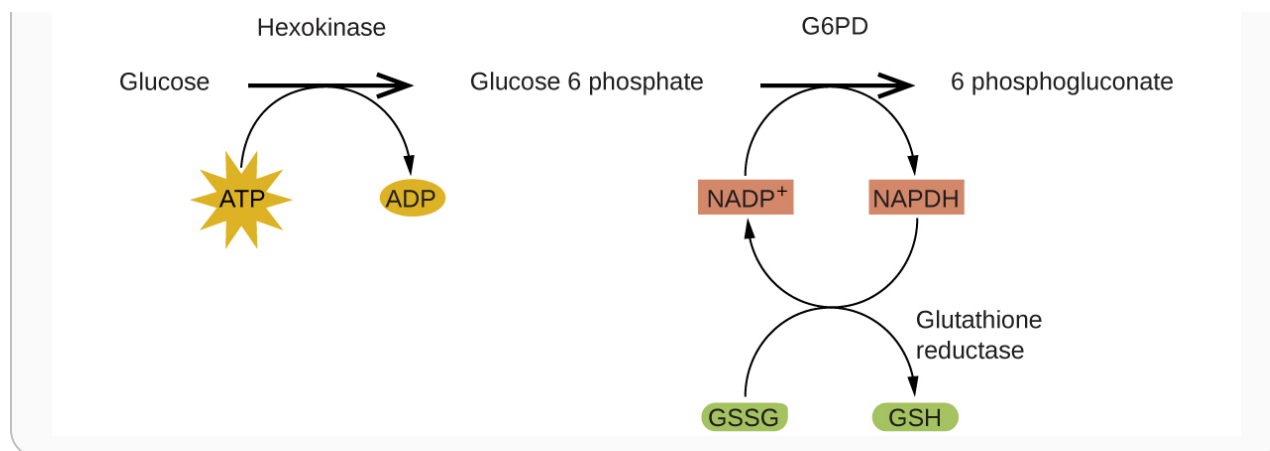 Hexokinase
G6PD
Glucose
Glucose 6 phosphate
6 phosphogluconate
ATP
ADP
NADP⁺
NAPDH
Glutathione
reductase
GSSG
GSH